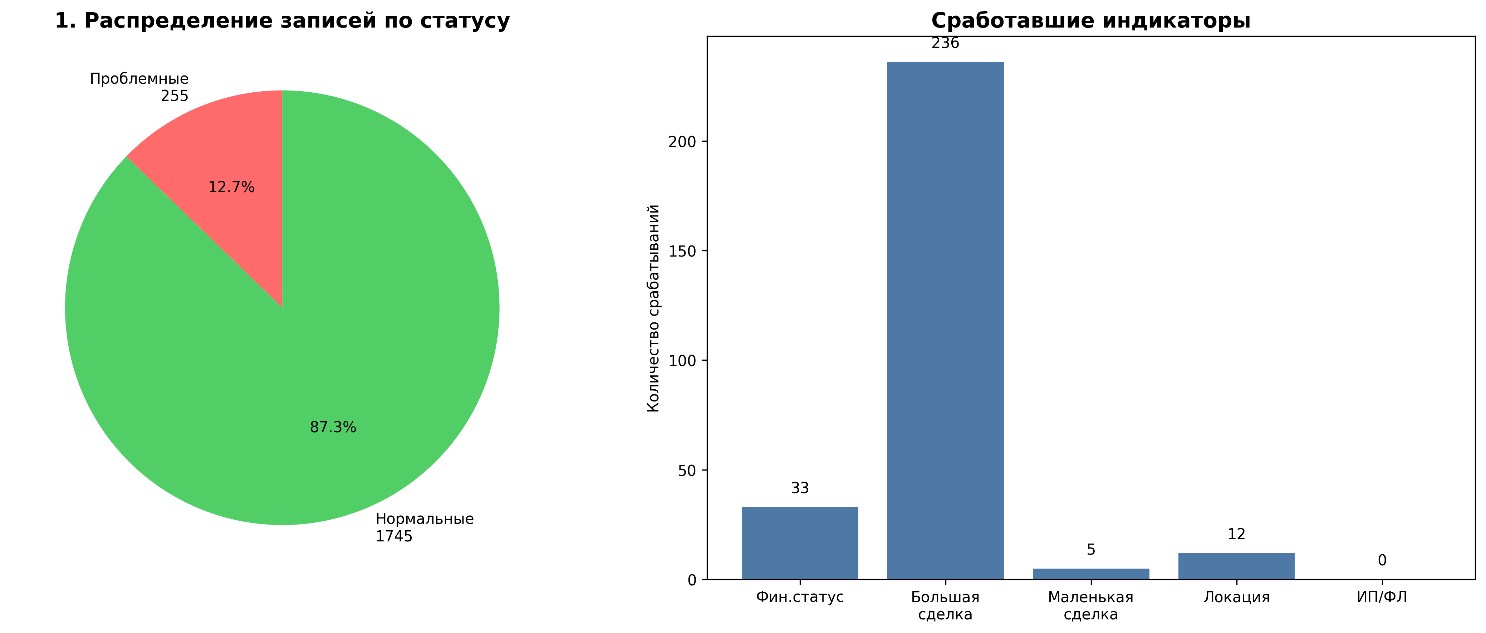 1. Распределение записей по статусу
Проблемные
255
12.7%
87.3%
Нормальные
1745
Сработавшие индикаторы
Количество срабатываний
200
150
100
50
0
33
236
5
12
0
Фин.статус
Большая
сделка
Маленькая
сделка
Локация
ИП/ФЛ